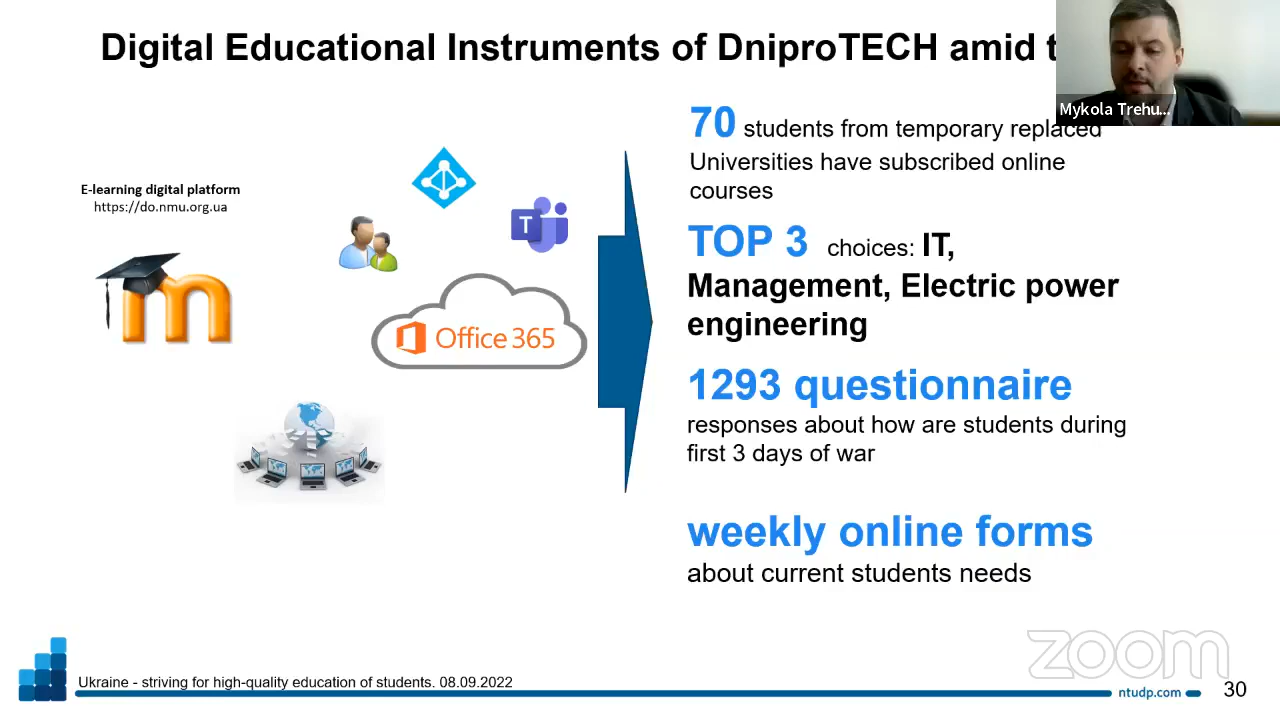 Digital Educational Instruments of DniproTECH amid
Mykola Trehu...
70 students from temporary replaced
Universities have subscribed online
courses
E-learning digital platform
https://do.nmu.org.ua
T
m
Office 365
TOP 3 choices: IT,
Management, Electric power
engineering
1293 questionnaire
responses about how are students during
first 3 days of war
weekly online forms
about current students needs
zoom
Ukraine - striving for high-quality education of students. 08.09.2022
ntudp.com
30